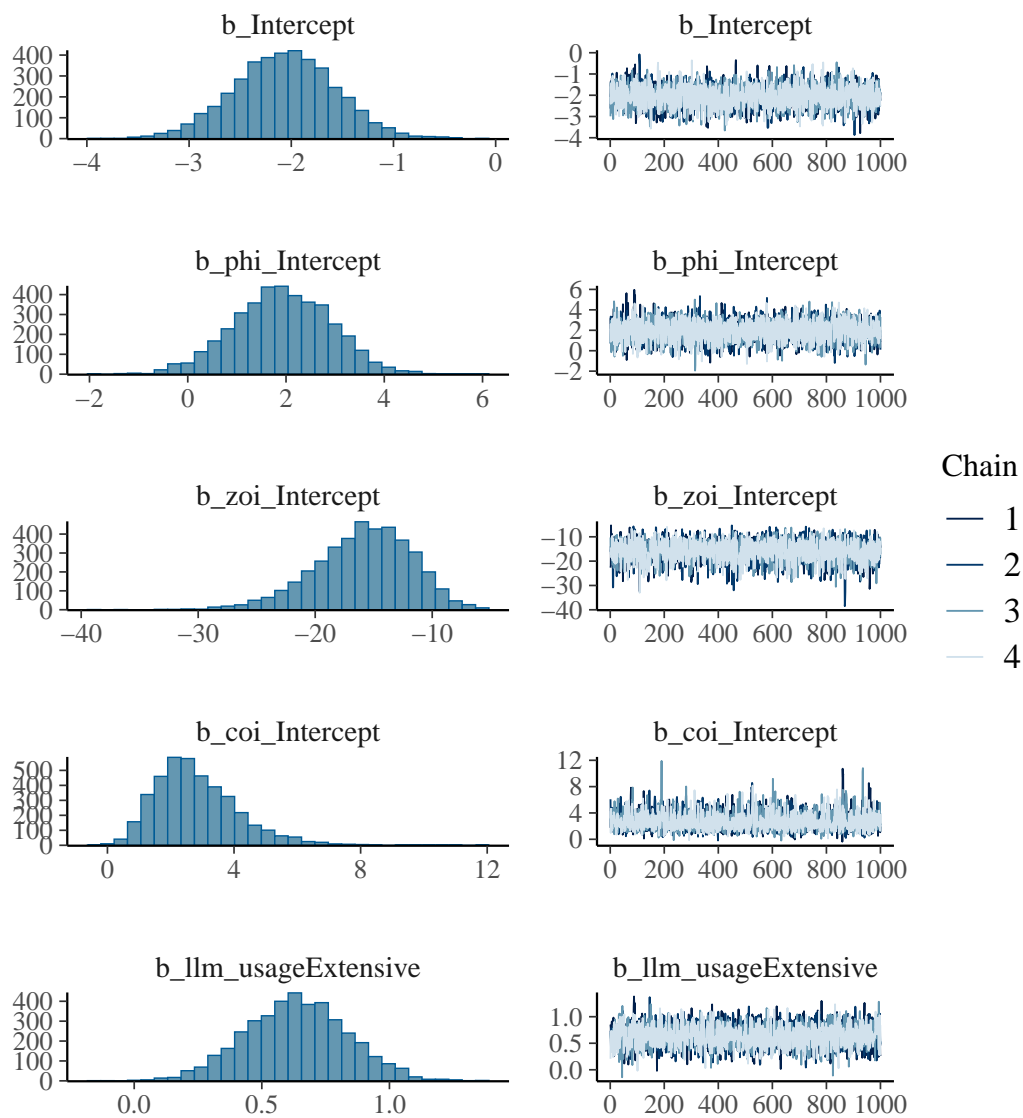 b_Intercept
400
300
200
100
0
−4 −3 −2 −1 0
b_Intercept
0
−1
−2
−3
−4
0 200 400 600 800 1000
b_phi_Intercept
400
300
200
100
0
−2 0 2 4 6
b_phi_Intercept
6
4
2
0
−2
0 200 400 600 800 1000
b_zoi_Intercept
400
300
200
100
0
−40 −30 −20 −10
b_zoi_Intercept
−10
−20
−30
−40
0 200 400 600 800 1000
b_coi_Intercept
500
400
300
200
100
0
0 4 8 12
b_coi_Intercept
12
8
4
0
0 200 400 600 800 1000
b_llm_usageExtensive
400
300
200
100
0
0.0 0.5 1.0
b_llm_usageExtensive
1.0
0.5
0.0
0 200 400 600 800 1000
Chain
1
2
3
4